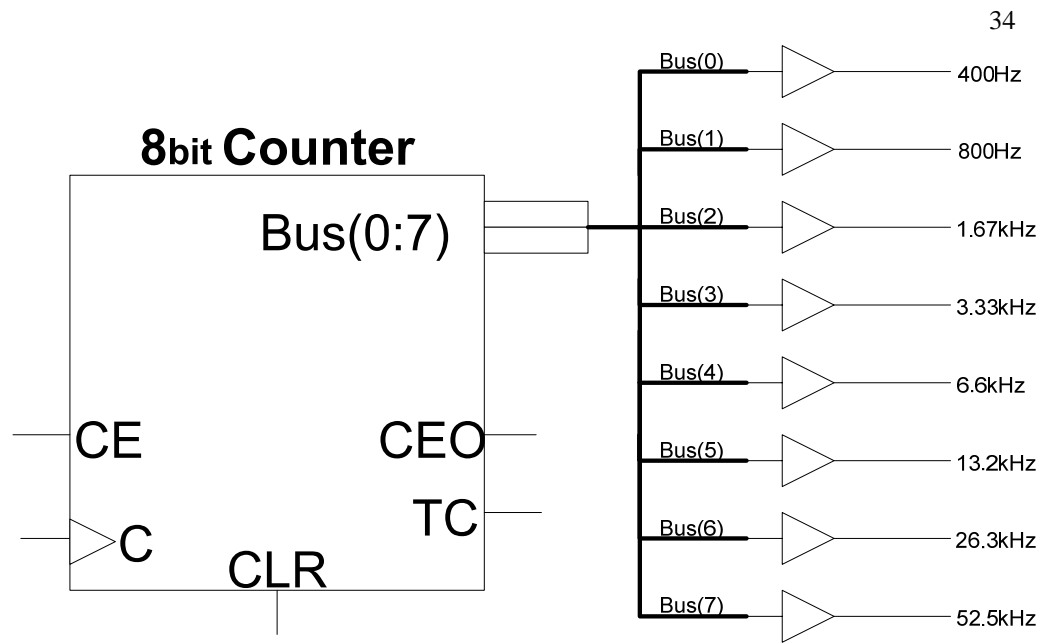 34
8bit Counter
Bus(0:7)
CE
CEO
C
TC
CLR
Bus(0)
400Hz
Bus(1)
800Hz
Bus(2)
1.67kHz
Bus(3)
3.33kHz
Bus(4)
6.6kHz
Bus(5)
13.2kHz
Bus(6)
26.3kHz
Bus(7)
52.5kHz